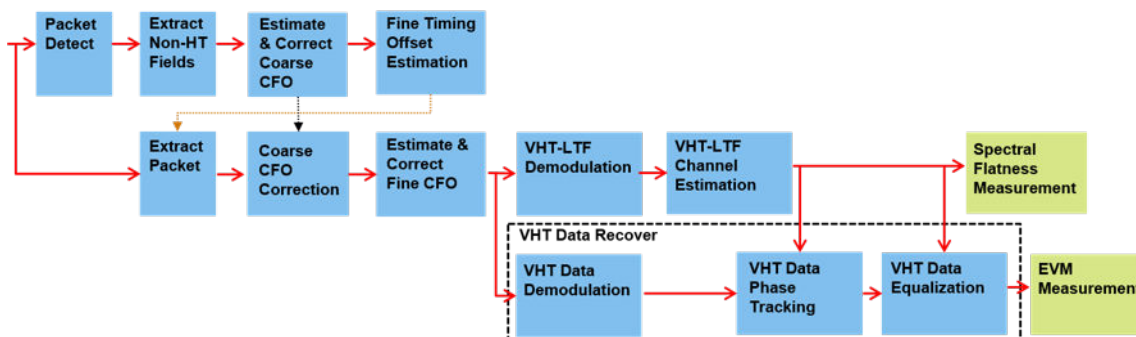 Packet
Detect
Extract
Non-HT
Fields
Estimate
& Correct
Coarse
CFO
Fine Timing
Offset
Estimation
Extract
Packet
Coarse
CFO
Correction
Estimate &
Correct
Fine CFO
VHT-LTF
Demodulation
VHT-LTF
Channel
Estimation
Spectral
Flatness
Measurement
VHT Data Recover
VHT Data
Demodulation
VHT Data
Phase
Tracking
VHT Data
Equalization
EVM
Measurement